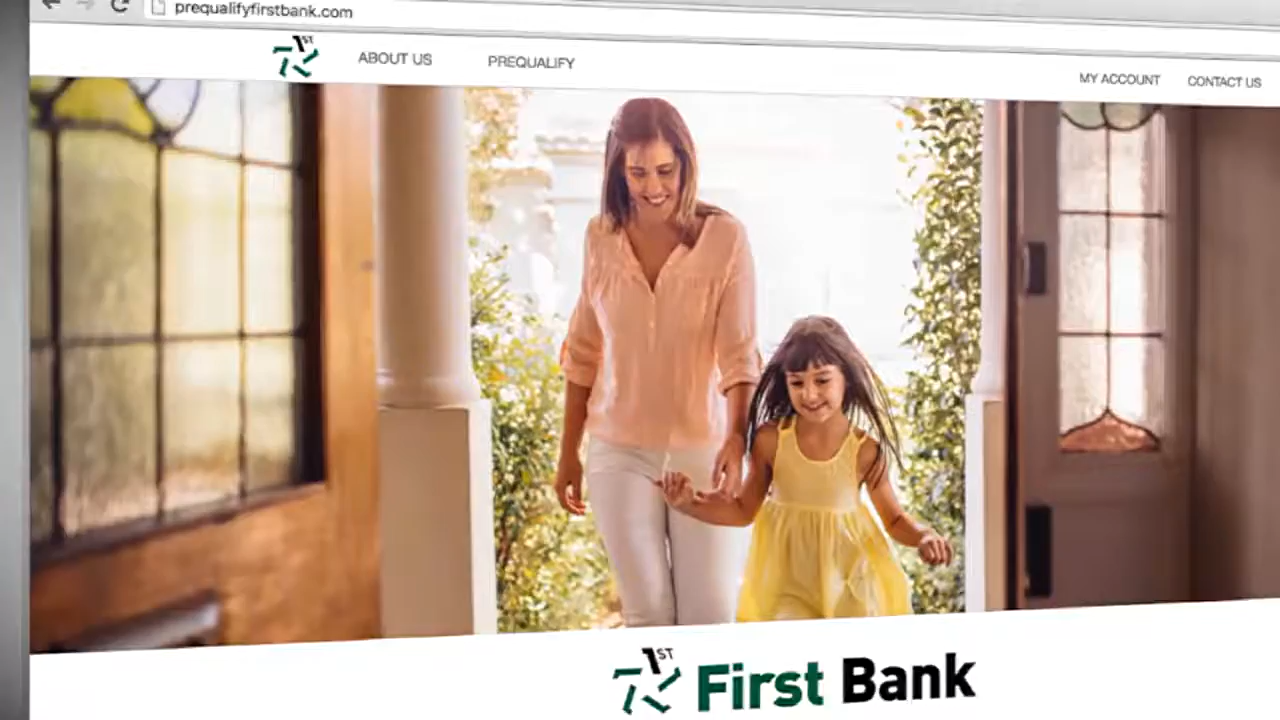 prequalifyfirstbank.com
1ST
ABOUT US
PREQUALIFY
MY ACCOUNT
CONTACT US
1ST
First Bank